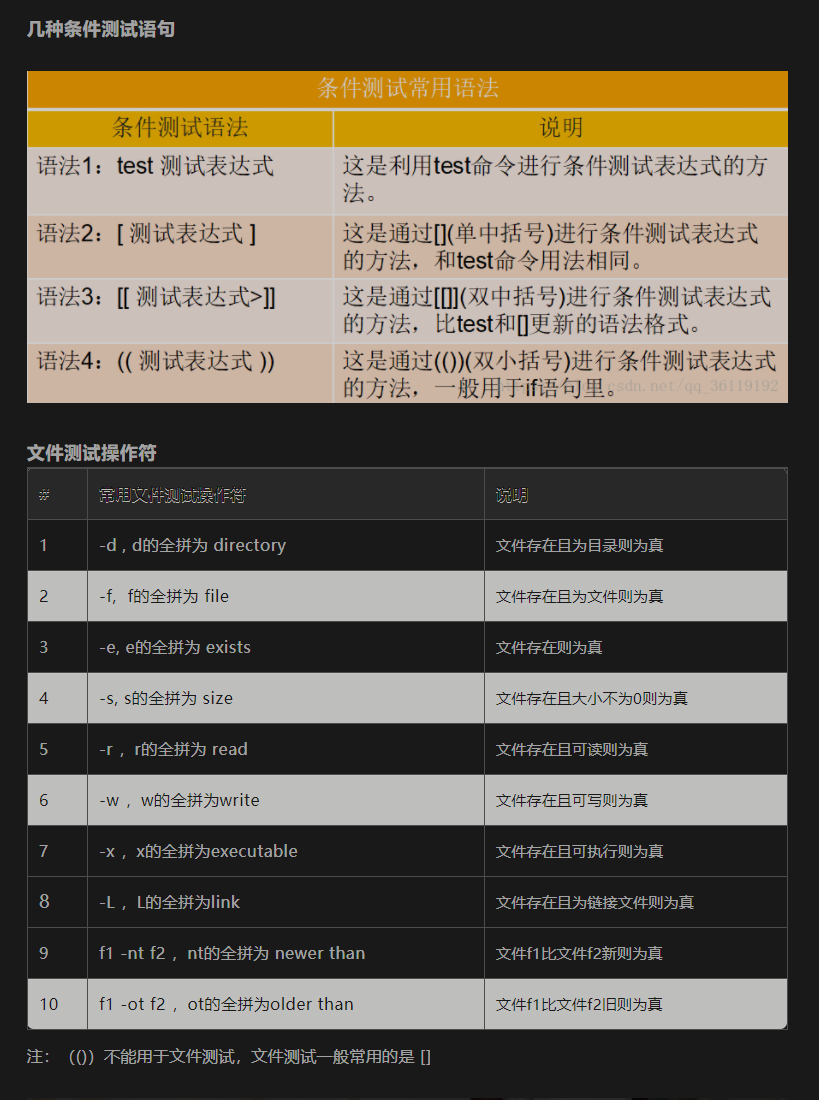 几种条件测试语句
条件测试常用语法
条件测试语法 说明
语法1：test 测试表达式 这是利用test命令进行条件测试表达式的方
法。
语法2：[ 测试表达式 ] 这是通过[](单中括号)进行条件测试表达式
的方法，和test命令用法相同。
语法3：[[ 测试表达式>]] 这是通过[[]](双中括号)进行条件测试表达式
的方法，比test和[]更新的语法格式。
语法4：(( 测试表达式 )) 这是通过(())(双小括号)进行条件测试表达式
的方法，一般用于if语句里。 csdn.net/qq_36119192
文件测试操作符
# 常用文件测试操作符 说明
1 -d , d的全拼为 directory 文件存在且为目录则为真
2 -f, f的全拼为 file 文件存在且为文件则为真
3 -e, e的全拼为 exists 文件存在则为真
4 -s, s的全拼为 size 文件存在且大小不为0则为真
5 -r ，r的全拼为 read 文件存在且可读则为真
6 -w ，w的全拼为write 文件存在且可写则为真
7 -x ，x的全拼为executable 文件存在且可执行则为真
8 -L ，L的全拼为link 文件存在且为链接文件则为真
9 f1 -nt f2 ，nt的全拼为 newer than 文件f1比文件f2新则为真
10 f1 -ot f2 ，ot的全拼为older than 文件f1比文件f2旧则为真
注：（()）不能用于文件测试，文件测试一般常用的是 []